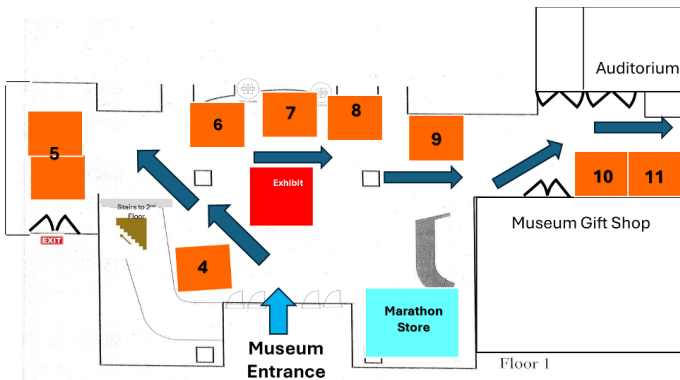 Auditorium
6
7
8
9
5
Exhibit
10
11
Stairs to 2nd
Floor
Museum Gift Shop
EXIT
4
Marathon
Store
Museum
Entrance
Floor 1